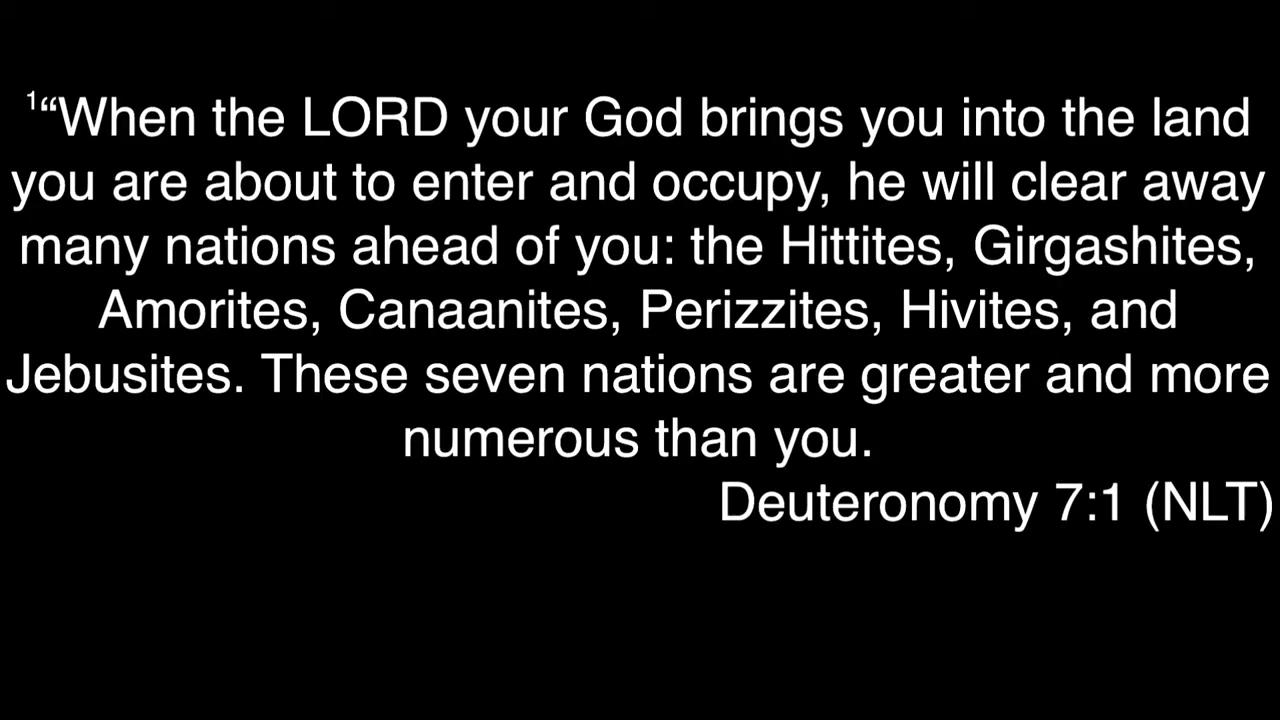 ¹“When the LORD your God brings you into the land
you are about to enter and occupy, he will clear away
many nations ahead of you: the Hittites, Girgashites,
Amorites, Canaanites, Perizzites, Hivites, and
Jebusites. These seven nations are greater and more
numerous than you.
Deuteronomy 7:1 (NLT)